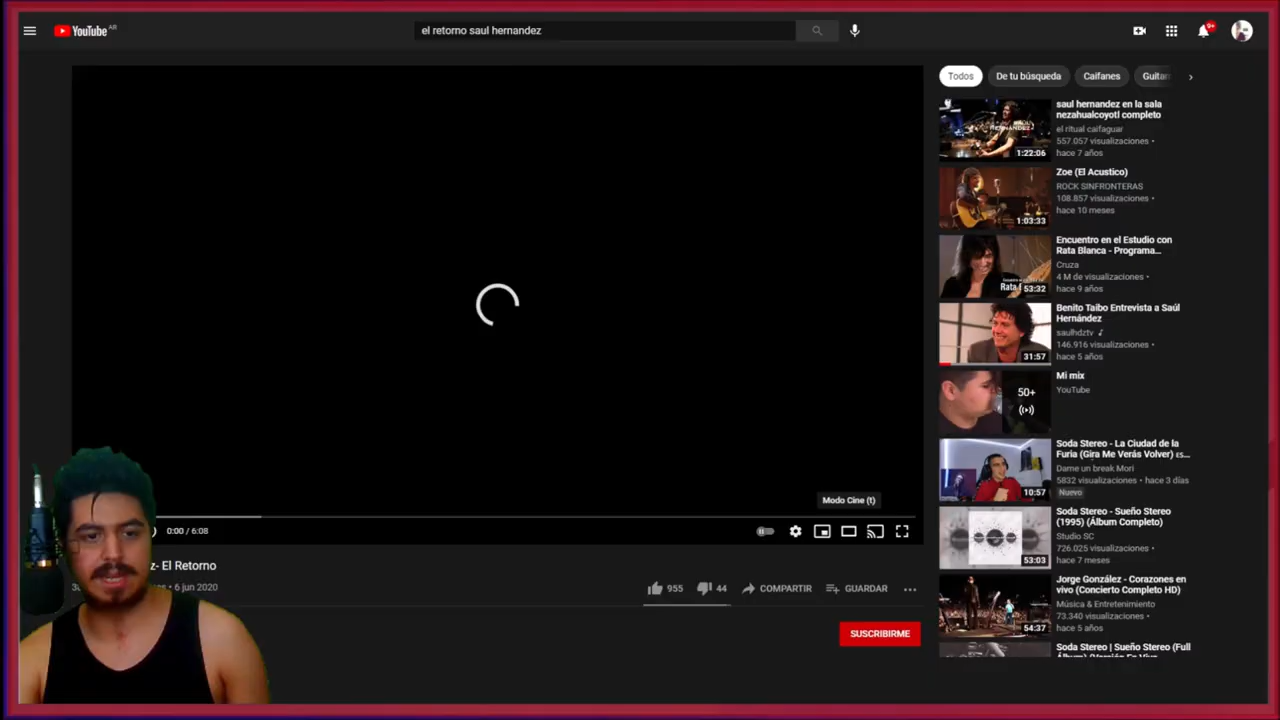 YouTube AR
el retorno saul hernandez
9+
Todos
De tu búsqueda
Caifanes
saul hernandez en la sala
nezahualcoyotl completo
el ritual caifaguar
557.057 visualizaciones •
hace 7 años
1:22:06
Zoe (El Acustico)
ROCK SINFRONTERAS
108.857 visualizaciones •
hace 10 meses
1:03:33
Encuentro en el Estudio con
Rata Blanca - Programa...
Cruza
4 M de visualizaciones •
hace 9 años
53:32
Benito Taibo Entrevista a Saúl
Hernández
saulhdztv
146.916 visualizaciones •
hace 5 años
31:57
Mi mix
YouTube
50+
Soda Stereo - La Ciudad de la
Furia (Gira Me Verás Volver) ES...
Dame un break Mori
5832 visualizaciones • hace 3 días
Nuevo
10:57
Soda Stereo - Sueño Stereo
(1995) (Álbum Completo)
Studio SC
726.025 visualizaciones •
hace 7 meses
53:03
Jorge González - Corazones en
vivo (Concierto Completo HD)
Música & Entretenimiento
73.340 visualizaciones •
hace 5 años
54:37
Soda Stereo | Sueño Stereo (Full
Modo Cine (t)
0:00 / 6:08
z- El Retorno
• 6 jun 2020
955
44
COMPARTIR
GUARDAR
SUSCRIBIRME